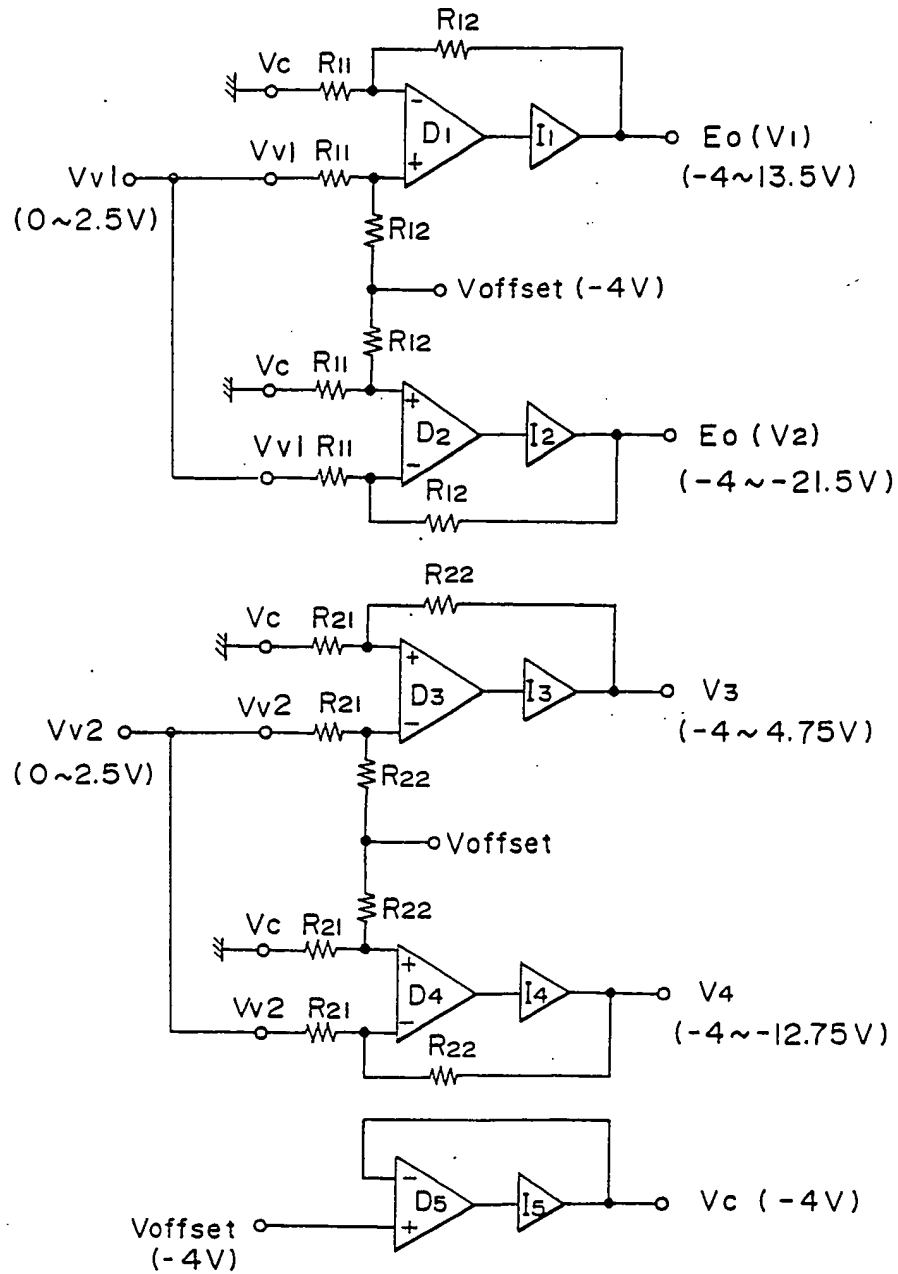 R12
Vc R11
- D1 I1 Eo (V1)
(-4~13.5V)
Vv1 Vv1 R11 +
(0~2.5V)
R12
Voffset (-4V)
R12
Vc R11
+ D2 I2 Eo (V2)
(-4~-21.5V)
Vv1 R11 -
R12
R22
Vc R21
+ D3 I3 V3
(-4~4.75V)
Vv2 Vv2 R21 -
(0~2.5V)
R22
Voffset
R22
Vc R21
+ D4 I4 V4
(-4~-12.75V)
Vv2 R21 -
R22
- D5 I5 Vc (-4V)
Voffset +
(-4V)